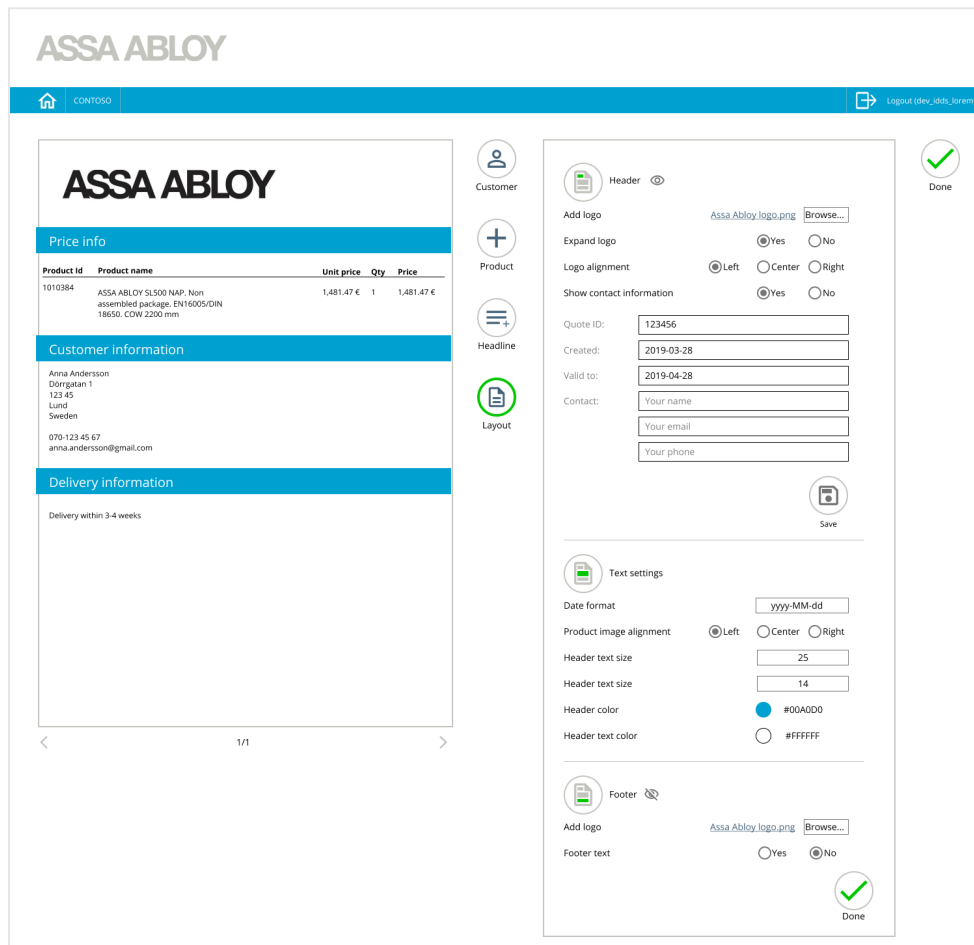 ASSA ABLOY
CONTOSO
Logout (dev_idds_lorem
ASSA ABLOY
Price info
Product Id Product name Unit price Qty Price
1010384 ASSA ABLOY SL500 NAP. Non 1,481.47 € 1 1,481.47 €
assembled package. EN16005/DIN
18650. COW 2200 mm
Customer information
Anna Andersson
Dörrgatan 1
123 45
Lund
Sweden
070-123 45 67
anna.andersson@gmail.com
Delivery information
Delivery within 3-4 weeks
1/1
Customer
Product
Headline
Layout
Header
Add logo Assa Abloy logo.png Browse...
Expand logo Yes No
Logo alignment Left Center Right
Show contact information Yes No
Quote ID: 123456
Created: 2019-03-28
Valid to: 2019-04-28
Contact: Your name
Your email
Your phone
Save
Text settings
Date format yyyy-MM-dd
Product image alignment Left Center Right
Header text size 25
Header text size 14
Header color #00A0D0
Header text color #FFFFFF
Footer
Add logo Assa Abloy logo.png Browse...
Footer text Yes No
Done
Done